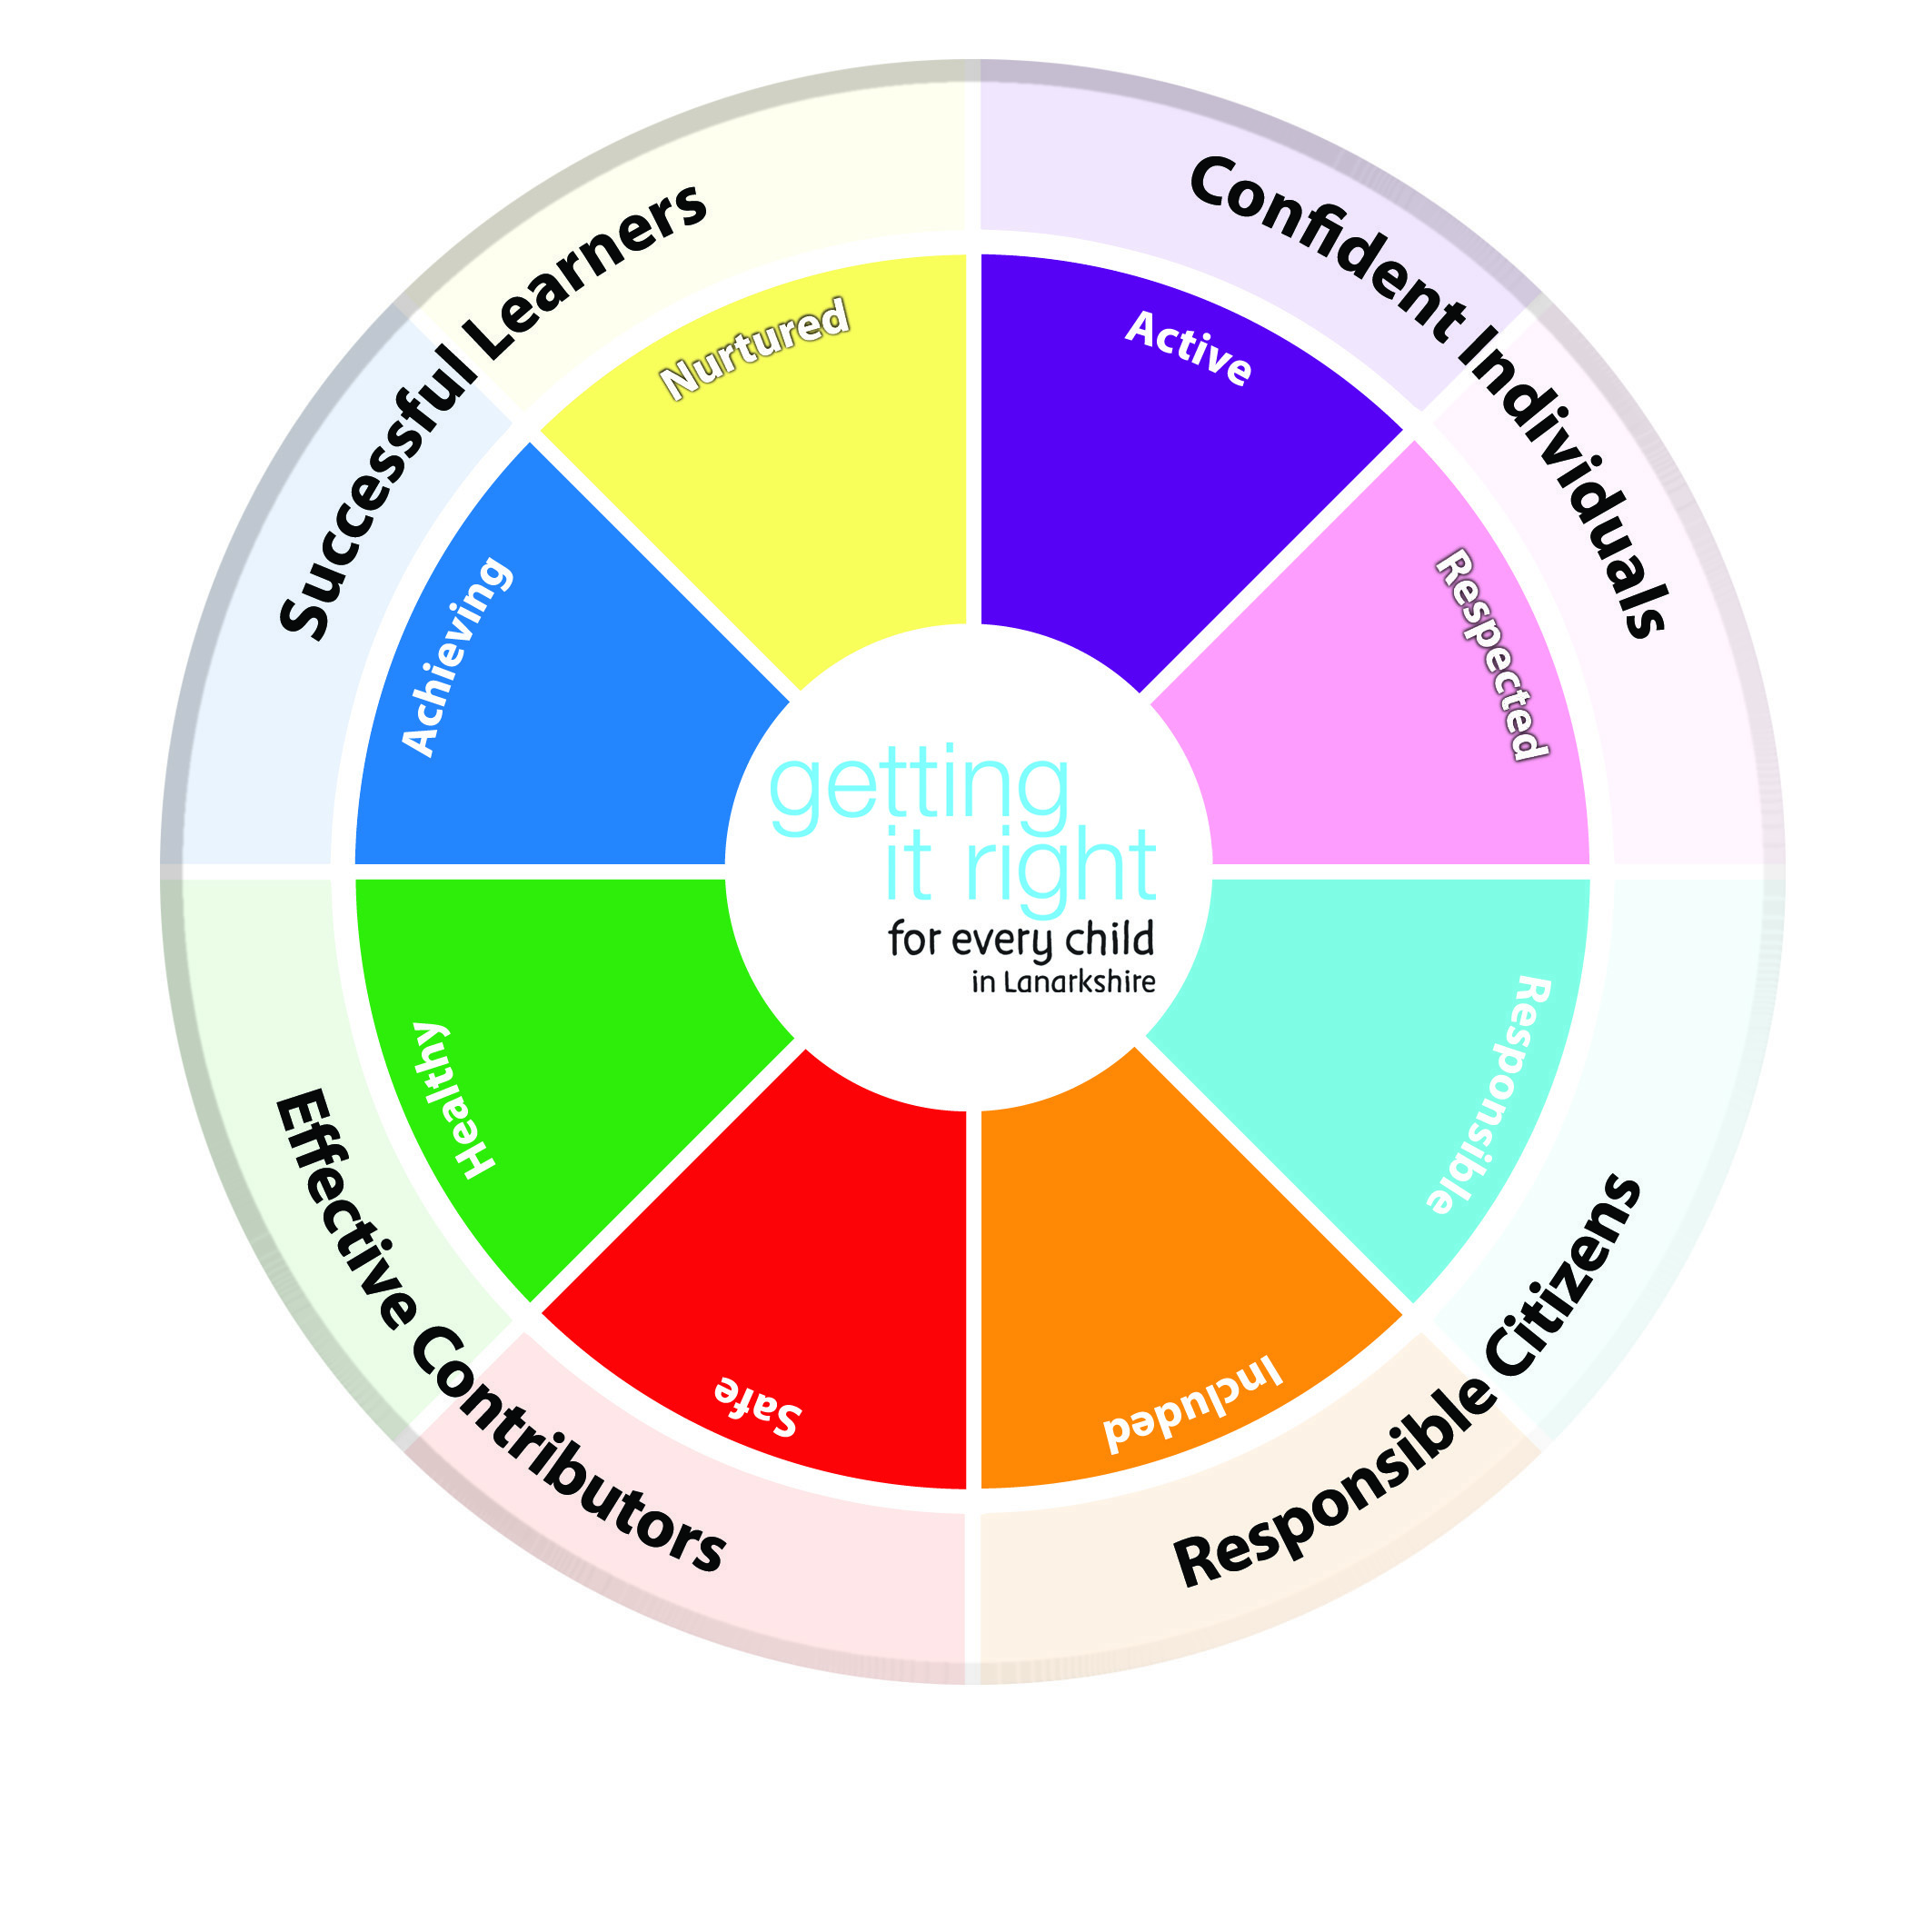 Successful Learners
Confident Individuals
Nurtured
Active
Achieving
Respected
getting
it right
for every child
in Lanarkshire
Healthy
Responsible
Safe
Included
Effective Contributors
Responsible Citizens